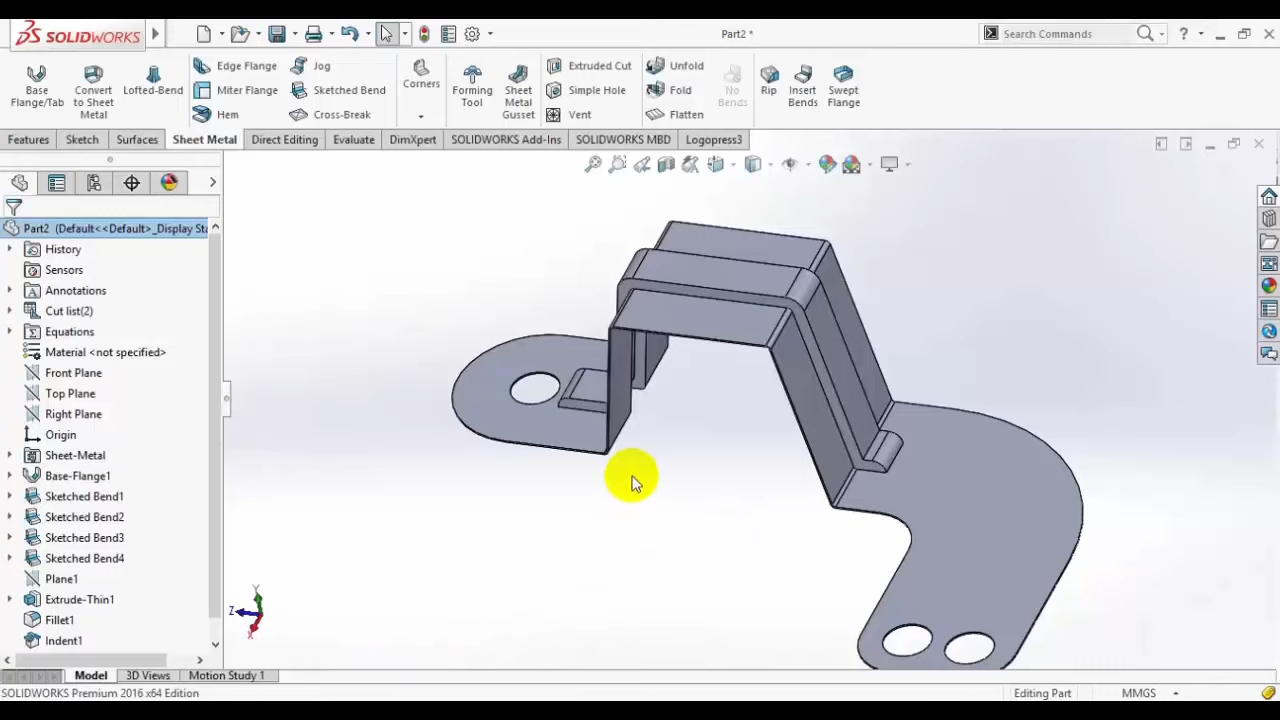 SOLIDWORKS
Part2 *
Search Commands
?
Base Flange/Tab
Convert to Sheet Metal
Lofted-Bend
Edge Flange
Miter Flange
Hem
Jog
Sketched Bend
Cross-Break
Corners
Forming Tool
Sheet Metal Gusset
Extruded Cut
Simple Hole
Vent
Unfold
Fold
Flatten
No Bends
Rip
Insert Bends
Swept Flange
Features
Sketch
Surfaces
Sheet Metal
Direct Editing
Evaluate
DimXpert
SOLIDWORKS Add-Ins
SOLIDWORKS MBD
Logopress3
Part2 (Default<<Default>_Display Sta
History
Sensors
Annotations
Cut list(2)
Equations
Material <not specified>
Front Plane
Top Plane
Right Plane
Origin
Sheet-Metal
Base-Flange1
Sketched Bend1
Sketched Bend2
Sketched Bend3
Sketched Bend4
Plane1
Extrude-Thin1
Fillet1
Indent1
Y
Z
X
Model
3D Views
Motion Study 1
SOLIDWORKS Premium 2016 x64 Edition
Editing Part
MMGS